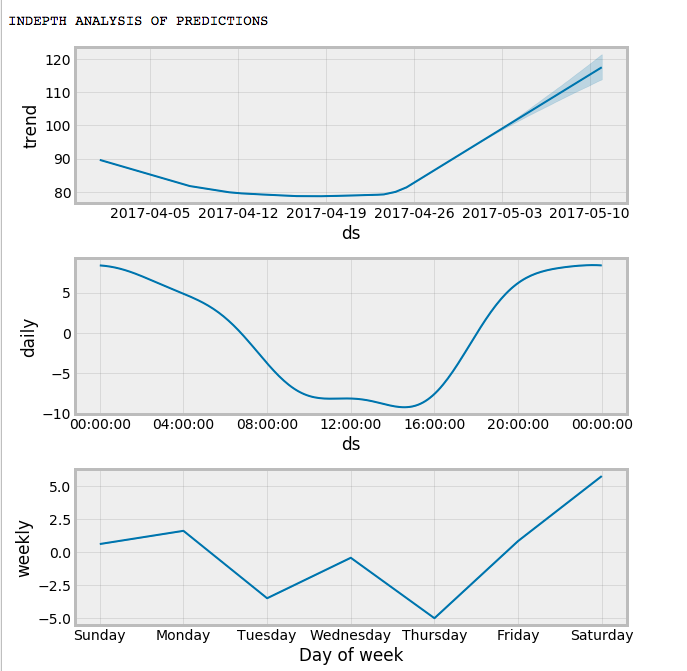 INDEPTH ANALYSIS OF PREDICTIONS
120
110
100
90
80
trend
2017-04-05 2017-04-12 2017-04-19 2017-04-26 2017-05-03 2017-05-10
ds
5
0
−5
−10
daily
00:00:00 04:00:00 08:00:00 12:00:00 16:00:00 20:00:00 00:00:00
ds
5.0
2.5
0.0
−2.5
−5.0
weekly
Sunday Monday Tuesday Wednesday Thursday Friday Saturday
Day of week